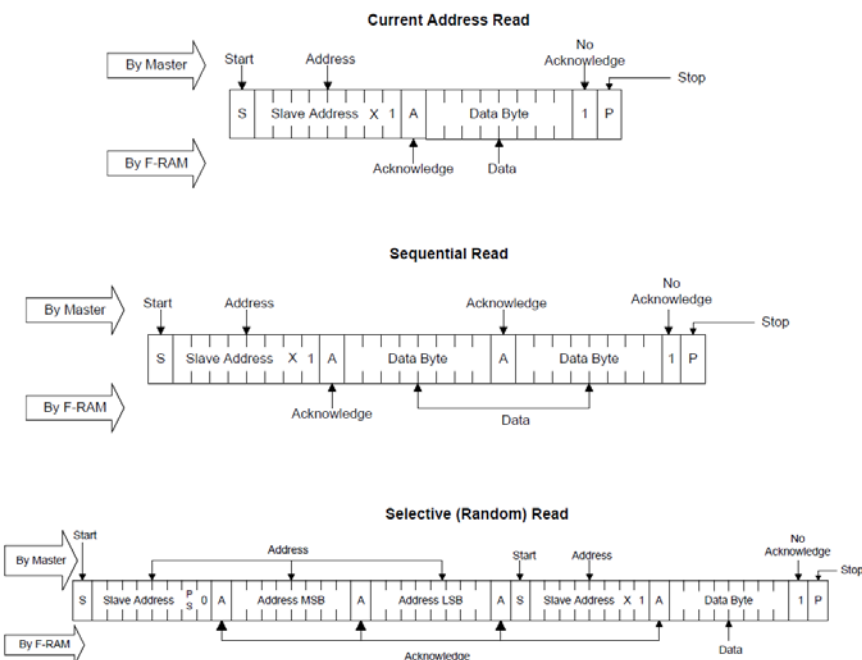 Current Address Read
By Master
Start
Address
No
Acknowledge
Stop
S Slave Address X 1 A Data Byte 1 P
By F-RAM
Acknowledge
Data
Sequential Read
By Master
Start
Address
Acknowledge
No
Acknowledge
Stop
S Slave Address X 1 A Data Byte A Data Byte 1 P
By F-RAM
Acknowledge
Data
Selective (Random) Read
By Master
Start
Address
Start
Address
No
Acknowledge
Stop
S Slave Address PS 0 A Address MSB A Address LSB A S Slave Address X 1 A Data Byte 1 P
By F-RAM
Acknowledge
Data